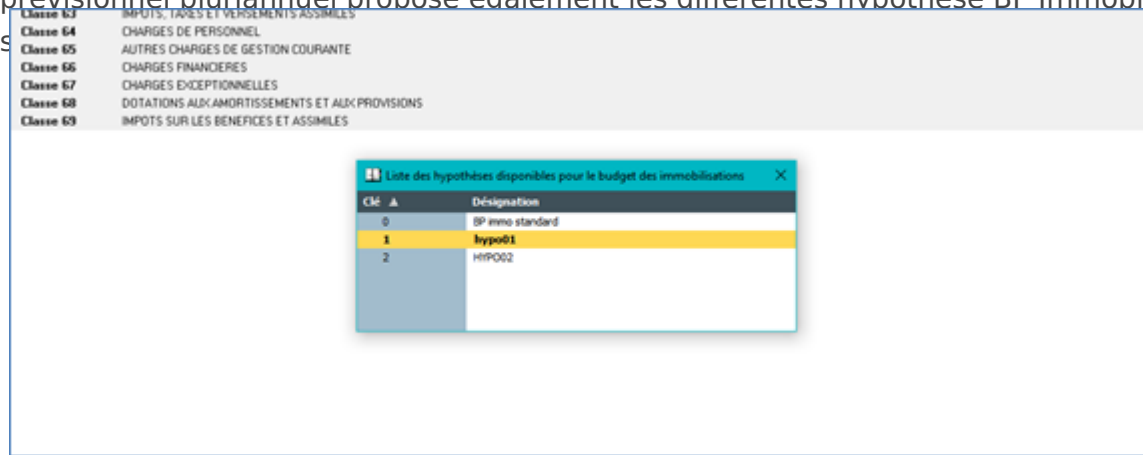 prévisionnel pluriannuel propose également les différentes hypothèse BP
Classe 63 IMPOTS, TAXES ET VERSEMENTS ASSIMILES
Classe 64 CHARGES DE PERSONNEL
Classe 65 AUTRES CHARGES DE GESTION COURANTE
Classe 66 CHARGES FINANCIERES
Classe 67 CHARGES EXCEPTIONNELLES
Classe 68 DOTATIONS AUX AMORTISSEMENTS ET AUX PROVISIONS
Classe 69 IMPOTS SUR LES BENEFICES ET ASSIMILES
Liste des hypothèses disponibles pour le budget des immobilisations
Clé Désignation
0 BP immo standard
1 hypo01
2 HYPO02